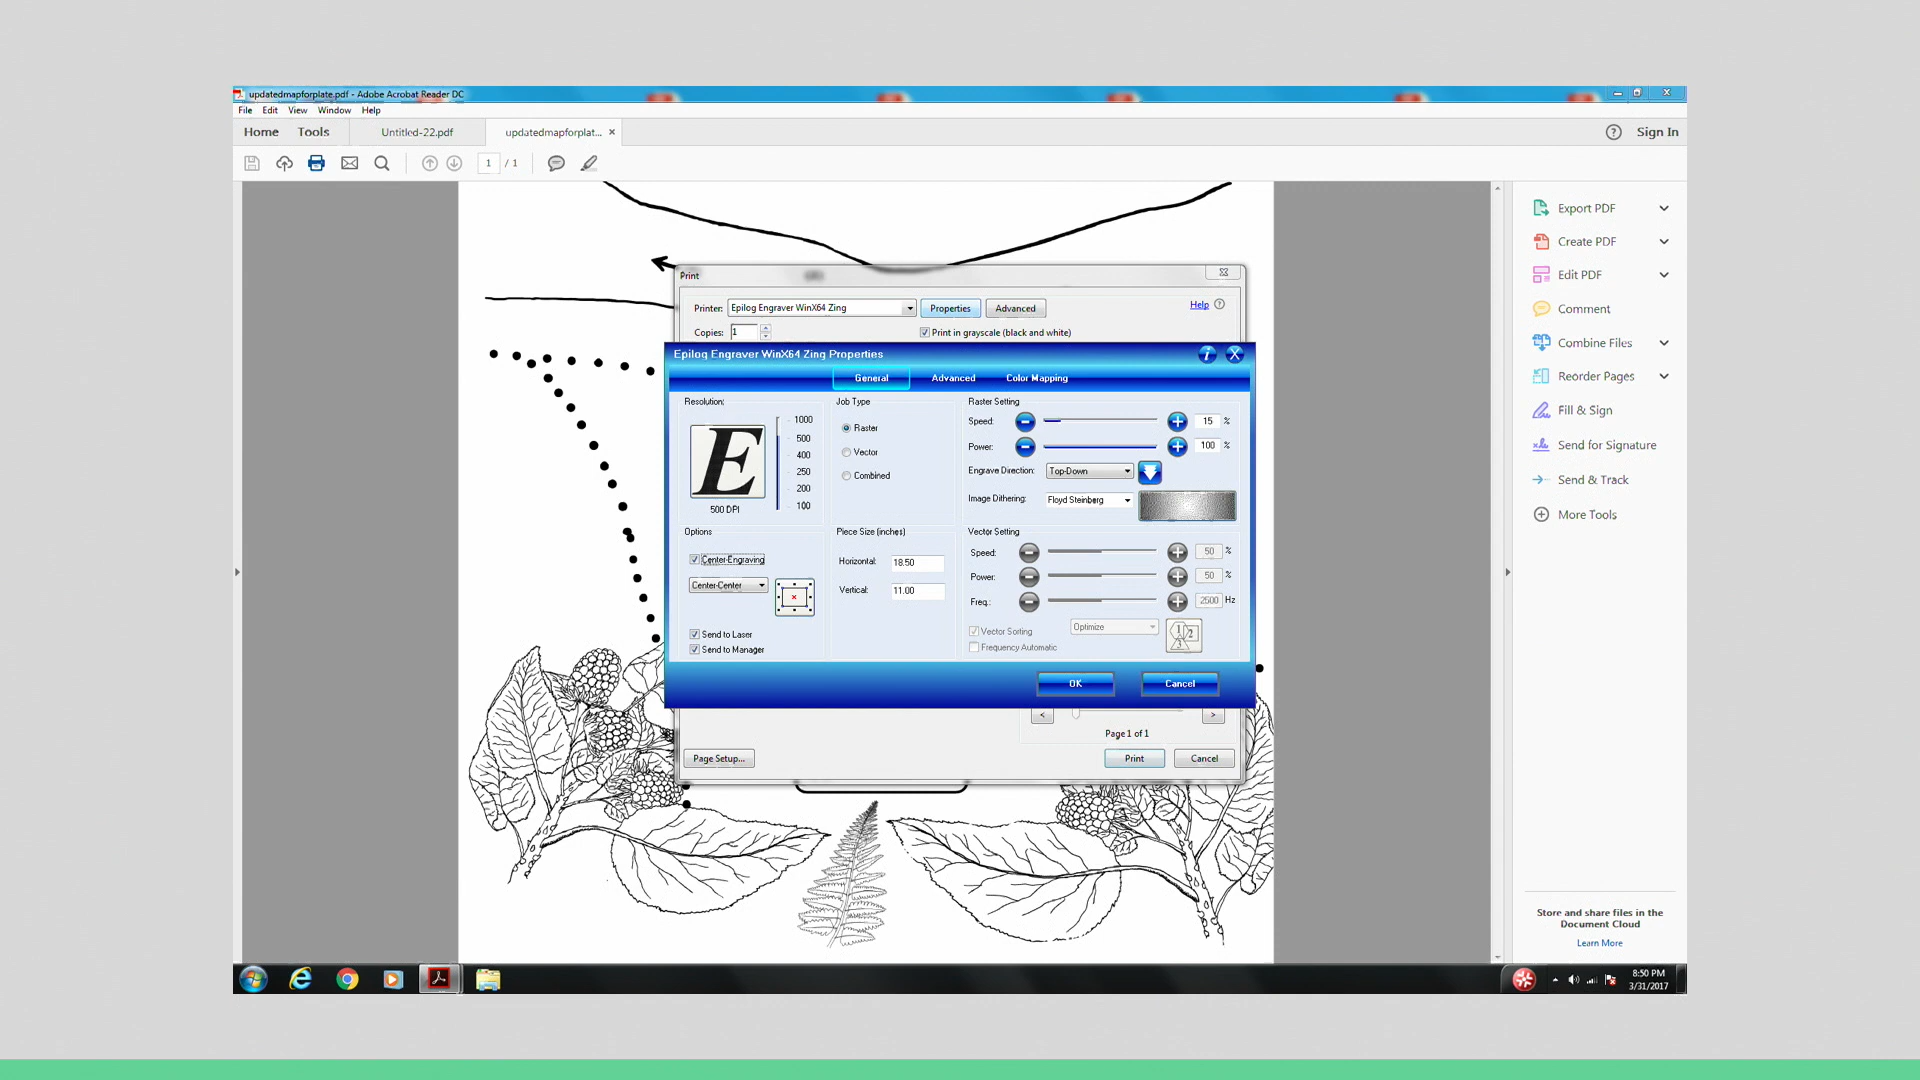 updatedmapforplate.pdf - Adobe Acrobat Reader DC
File Edit View Window Help
Home Tools Untitled-22.pdf updatedmapforplat... × Sign In
1 / 1
Export PDF
Create PDF
Edit PDF
Comment
Combine Files
Reorder Pages
Fill & Sign
Send for Signature
Send & Track
More Tools
Store and share files in the
Document Cloud
Learn More
Print
Printer: Epilog Engraver WinX64 Zing Properties Advanced Help
Copies: 1 Print in grayscale (black and white)
Epilog Engraver WinX64 Zing Properties
General Advanced Color Mapping
Resolution:
E
1000
500
400
250
200
100
500 DPI
Job Type
Raster
Vector
Combined
Raster Setting
Speed: 15 %
Power: 100 %
Engrave Direction: Top-Down
Image Dithering: Floyd Steinberg
Options
Center-Engraving
Center-Center
Send to Laser
Send to Manager
Piece Size (inches)
Horizontal: 18.50
Vertical: 11.00
Vector Setting
Speed: 50 %
Power: 50 %
Freq.: 2500 Hz
Vector Sorting Optimize
Frequency Automatic
1 2
3
OK Cancel
< >
Page 1 of 1
Page Setup... Print Cancel
8:50 PM
3/31/2017